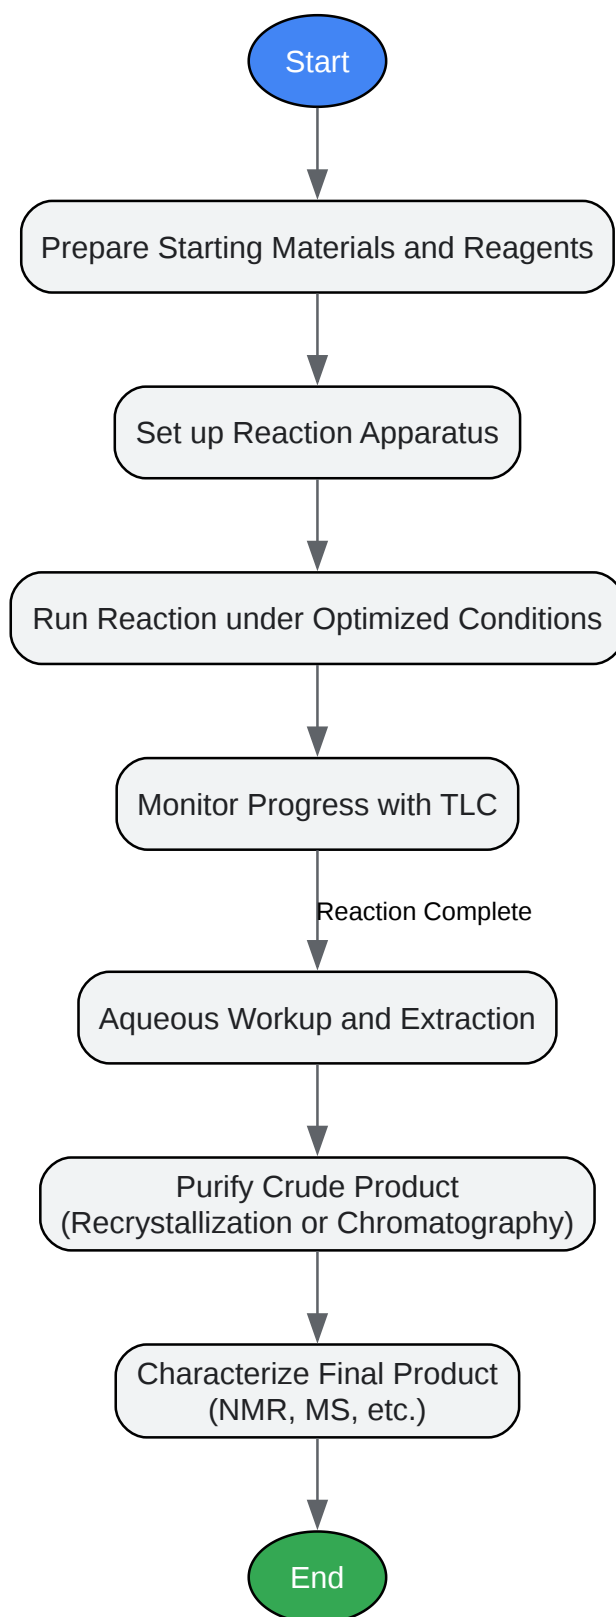 Start
Prepare Starting Materials and Reagents
Set up Reaction Apparatus
Run Reaction under Optimized Conditions
Monitor Progress with TLC
Reaction Complete
Aqueous Workup and Extraction
Purify Crude Product
(Recrystallization or Chromatography)
Characterize Final Product
(NMR, MS, etc.)
End